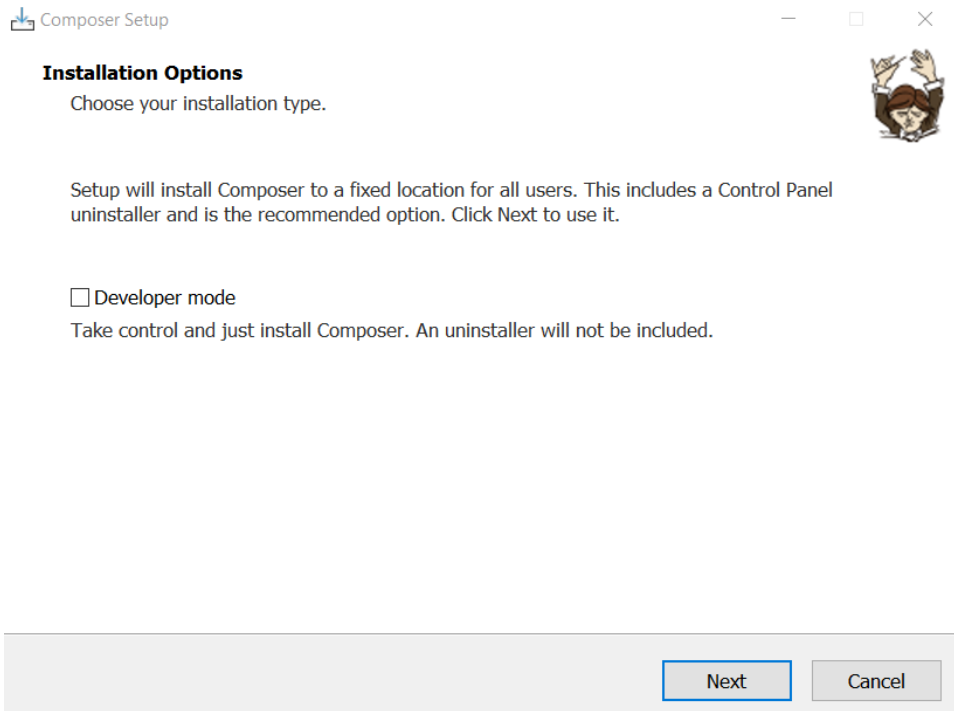 Composer Setup
Installation Options
Choose your installation type.
Setup will install Composer to a fixed location for all users. This includes a Control Panel
uninstaller and is the recommended option. Click Next to use it.
Developer mode
Take control and just install Composer. An uninstaller will not be included.
Next
Cancel